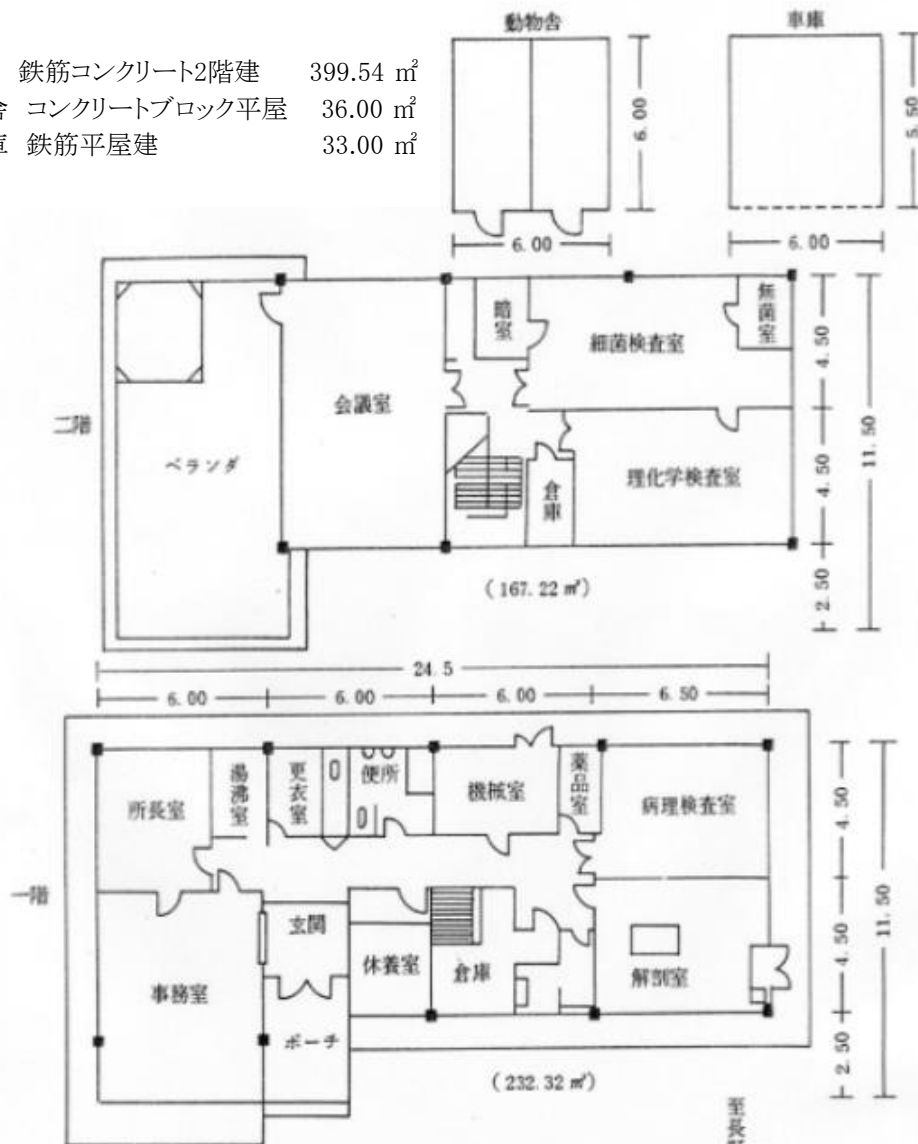 動物舎
車庫
鉄筋コンクリート2階建 399.54 ㎡
舎 コンクリートブロック平屋 36.00 ㎡
庫 鉄筋平屋建 33.00 ㎡
6.00
5.50
6.00
6.00
二階
ベランダ
会議室
暗室
細菌検査室
無菌室
倉庫
理化学検査室
4.50
4.50
2.50
11.50
(167.22 ㎡)
24.5
6.00
6.00
6.00
6.50
一階
所長室
湯沸室
更衣室
便所
機械室
薬品室
病理検査室
事務室
玄関
ポーチ
休養室
倉庫
解剖室
4.50
4.50
2.50
11.50
(232.32 ㎡)
至長